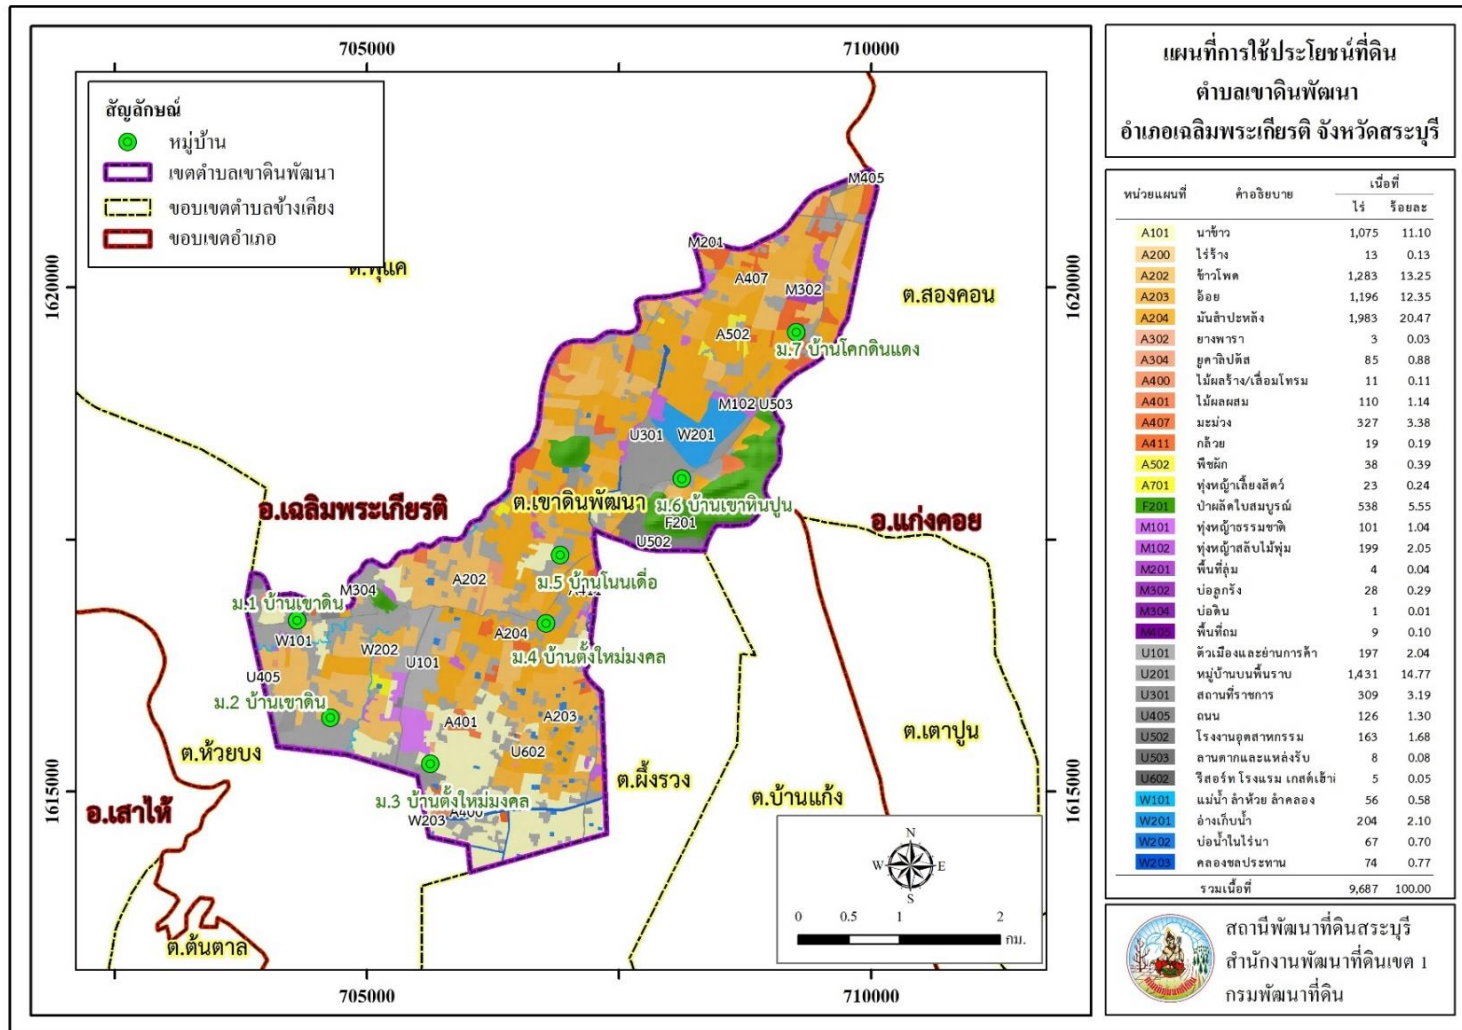 705000 710000
แผนที่การใช้ประโยชน์ที่ดิน
ตำบลเขาดินพัฒนา
อำเภอเฉลิมพระเกียรติ จังหวัดสระบุรี
สัญลักษณ์
หมู่บ้าน
เขตตำบลเขาดินพัฒนา
ขอบเขตตำบลข้างเคียง
ขอบเขตอำเภอ
1620000
1620000
1615000
1615000
ต.พุแค
ต.สองคอน
M405
M201
A407
M302
A502
ม.7 บ้านโคกดินแดง
M102 U503
U301 W201
ต.เขาดินพัฒนา
ม.6 บ้านเขาหินปูน
F201
U502
อ.เฉลิมพระเกียรติ
อ.แก่งคอย
A202
ม.5 บ้านโนนเดื่อ
A411
M304
ม.1 บ้านเขาดิน
W101
W202
A204
U101
ม.4 บ้านตั้งใหม่มงคล
U405
ม.2 บ้านเขาดิน
A401
A203
U602
ต.ห้วยบง
ม.3 บ้านตั้งใหม่มงคล
W203
A400
ต.ผึ้งรวง
ต.บ้านแก้ง
ต.เตาปูน
อ.เสาไห้
ต.ต้นตาล
N
W E
S
0 0.5 1 2
กม.
705000 710000
หน่วยแผนที่ คำอธิบาย เนื้อที่
ไร่ ร้อยละ
A101 นาข้าว 1,075 11.10
A200 ไร่ร้าง 13 0.13
A202 ข้าวโพด 1,283 13.25
A203 อ้อย 1,196 12.35
A204 มันสำปะหลัง 1,983 20.47
A302 ยางพารา 3 0.03
A304 ยูคาลิปตัส 85 0.88
A400 ไม้ผลร้าง/เสื่อมโทรม 11 0.11
A401 ไม้ผลผสม 110 1.14
A407 มะม่วง 327 3.38
A411 กล้วย 19 0.19
A502 พืชผัก 38 0.39
A701 ทุ่งหญ้าเลี้ยงสัตว์ 23 0.24
F201 ป่าผลัดใบสมบูรณ์ 538 5.55
M101 ทุ่งหญ้าธรรมชาติ 101 1.04
M102 ทุ่งหญ้าสลับไม้พุ่ม 199 2.05
M201 พื้นที่ลุ่ม 4 0.04
M302 บ่อลูกรัง 28 0.29
M304 บ่อดิน 1 0.01
M405 พื้นที่ถม 9 0.10
U101 ตัวเมืองและย่านการค้า 197 2.04
U201 หมู่บ้านบนพื้นราบ 1,431 14.77
U301 สถานที่ราชการ 309 3.19
U405 ถนน 126 1.30
U502 โรงงานอุตสาหกรรม 163 1.68
U503 ลานตากและแหล่งรับ 8 0.08
U602 รีสอร์ท โรงแรม เกสต์เฮ้า 5 0.05
W101 แม่น้ำ ลำห้วย ลำคลอง 56 0.58
W201 อ่างเก็บน้ำ 204 2.10
W202 บ่อน้ำในไร่นา 67 0.70
W203 คลองชลประทาน 74 0.77
รวมเนื้อที่ 9,687 100.00
สถานีพัฒนาที่ดินสระบุรี
สำนักงานพัฒนาที่ดินเขต 1
กรมพัฒนาที่ดิน